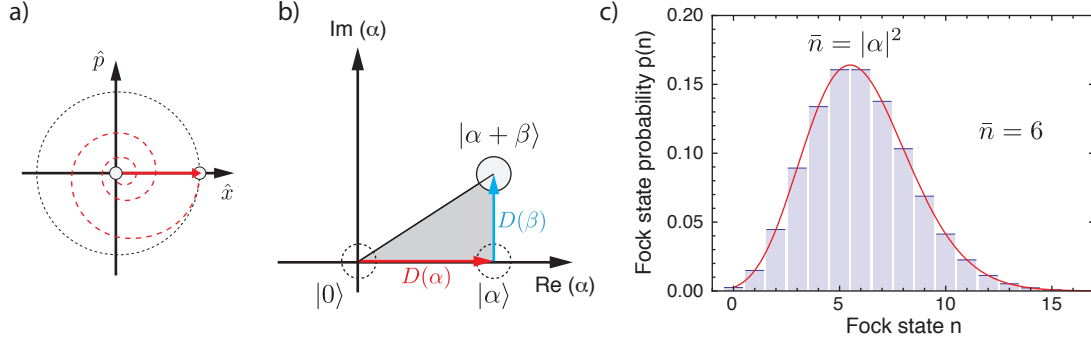 a)
p̂
x̂
b)
Im (α)
|α + β⟩
D(β)
D(α)
|0⟩
|α⟩
Re (α)
c)
Fock state probability p(n)
0.20
0.15
0.10
0.05
0.00
n̄ = |α|²
n̄ = 6
0
5
10
15
Fock state n